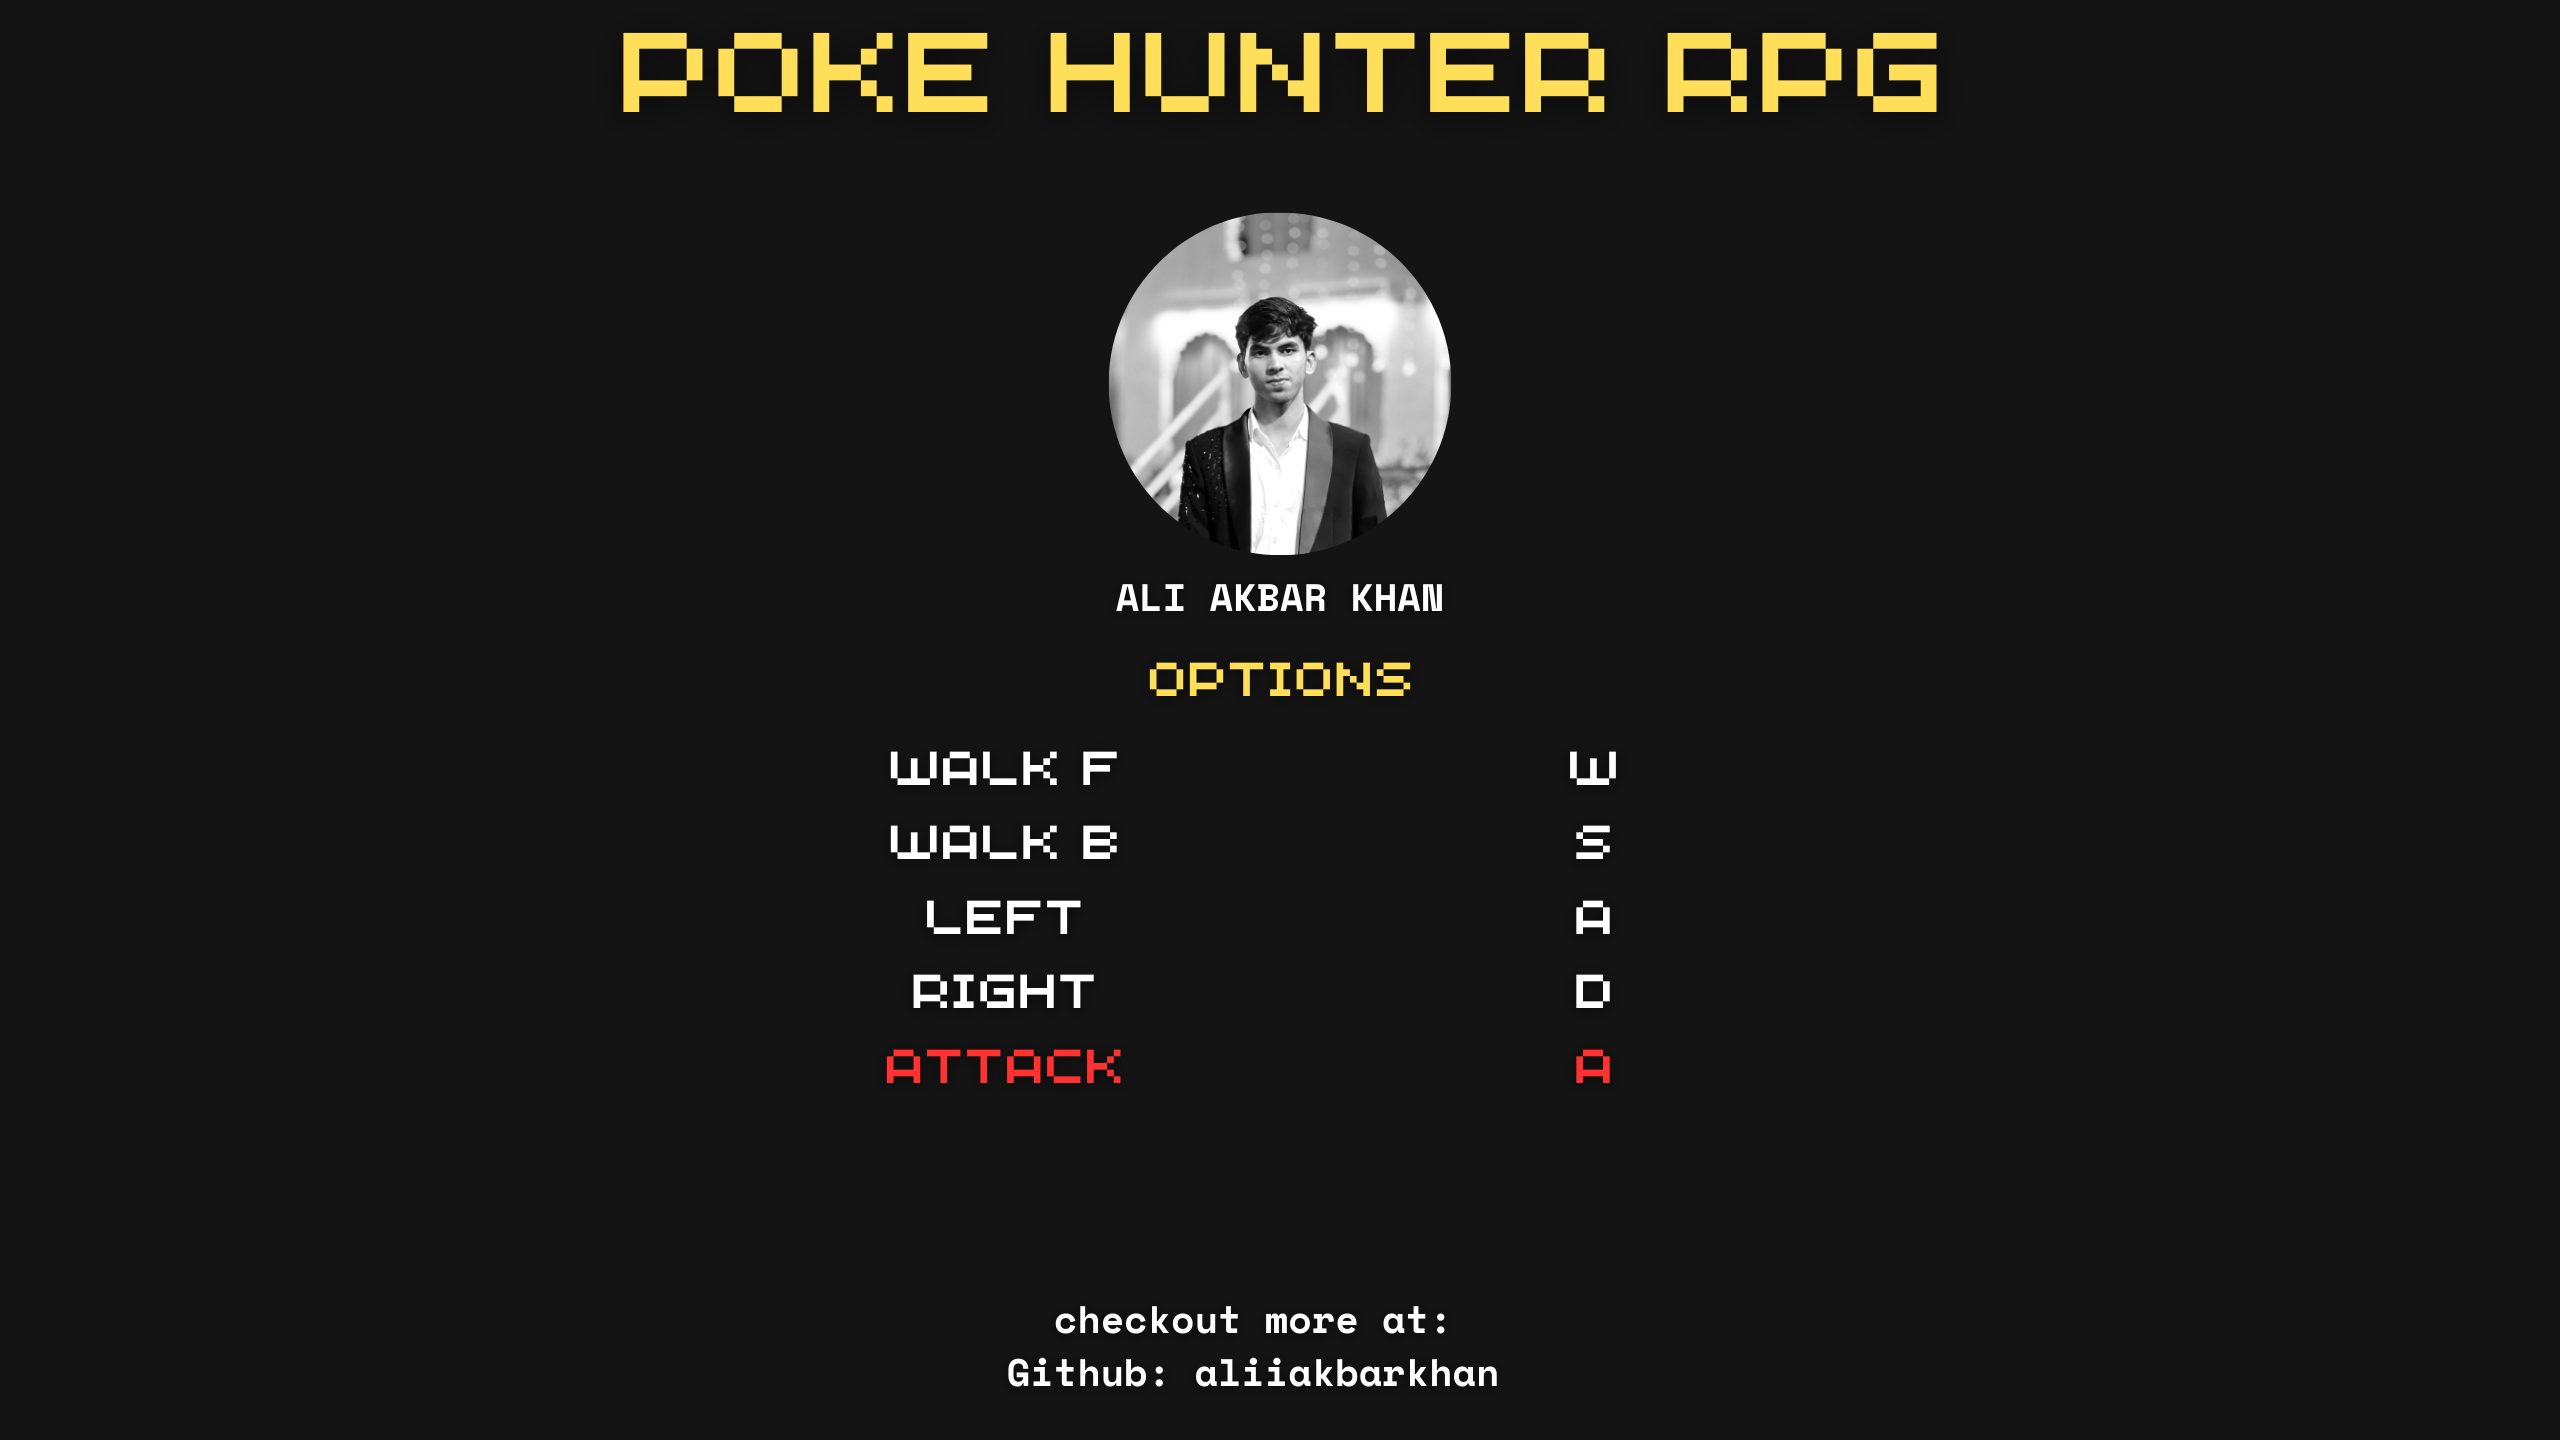 POKE HUNTER RPG
ALI AKBAR KHAN
OPTIONS
WALK F W
WALK B S
LEFT A
RIGHT D
ATTACK A
checkout more at:
Github: aliiakbarkhan